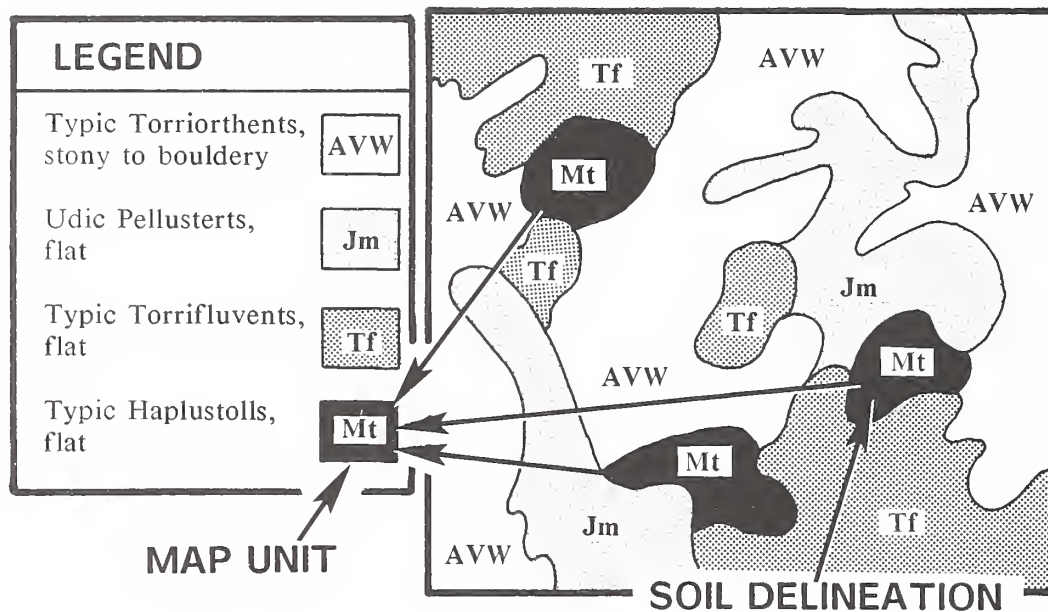 LEGEND
Typic Torriorthents,
stony to bouldery
AVW
Udic Pellusterts,
flat
Jm
Typic Torrifluvents,
flat
Tf
Typic Haplustolls,
flat
Mt
MAP UNIT
Tf
AVW
Mt
AVW
AVW
Tf
Jm
Tf
Mt
AVW
Mt
Jm
Tf
AVW
SOIL DELINEATION